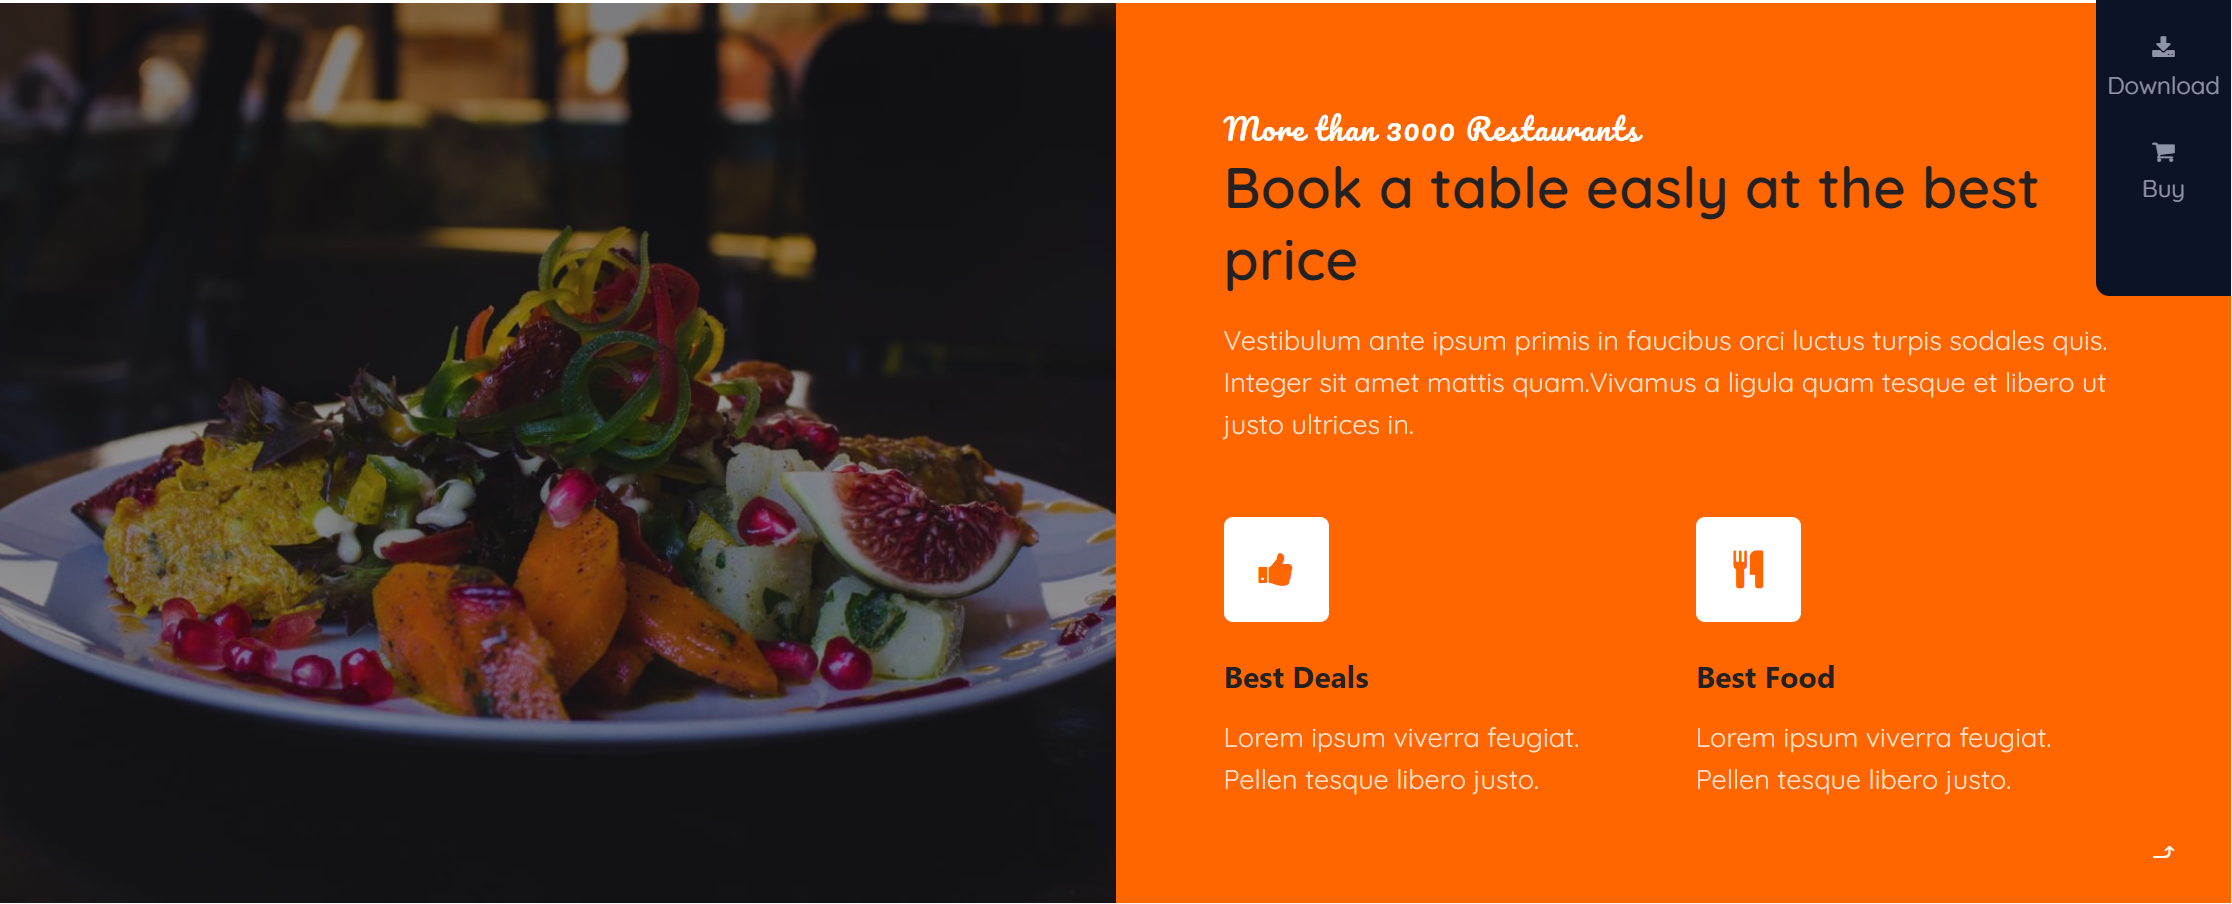 Download
Buy
More than 3000 Restaurants
Book a table easly at the best
price
Vestibulum ante ipsum primis in faucibus orci luctus turpis sodales quis.
Integer sit amet mattis quam.Vivamus a ligula quam tesque et libero ut
justo ultrices in.
Best Deals
Lorem ipsum viverra feugiat.
Pellen tesque libero justo.
Best Food
Lorem ipsum viverra feugiat.
Pellen tesque libero justo.